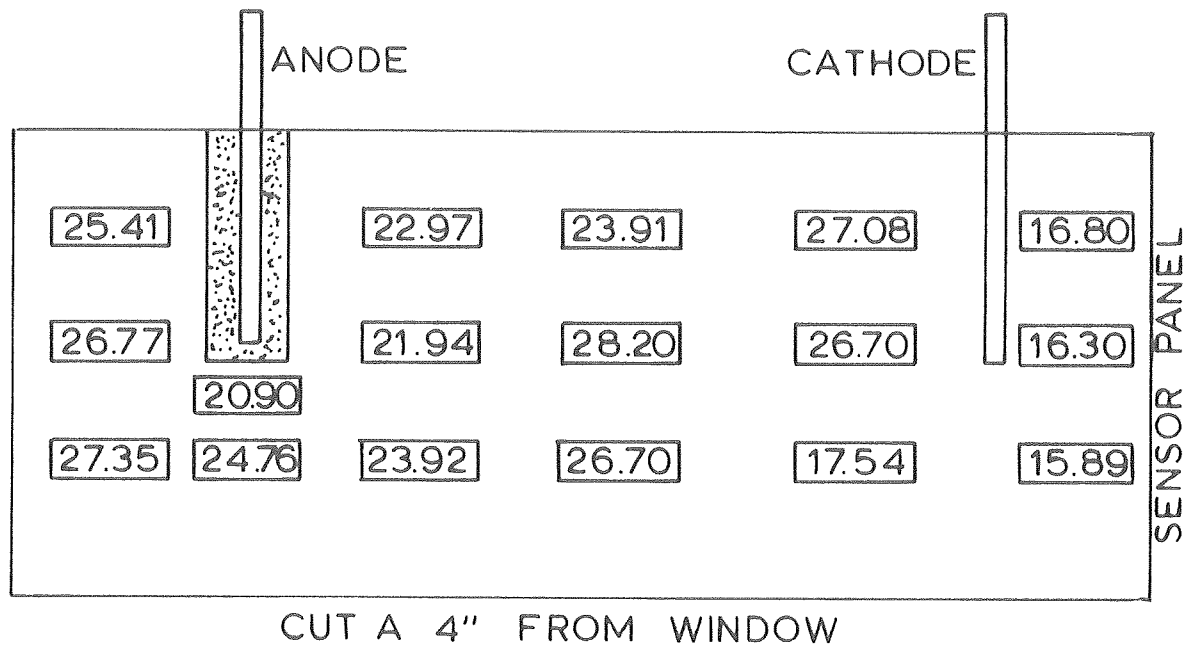 ANODE
CATHODE
25.41 22.97 23.91 27.08 16.80
26.77 21.94 28.20 26.70 16.30
20.90
27.35 24.76 23.92 26.70 17.54 15.89
SENSOR PANEL
CUT A 4" FROM WINDOW